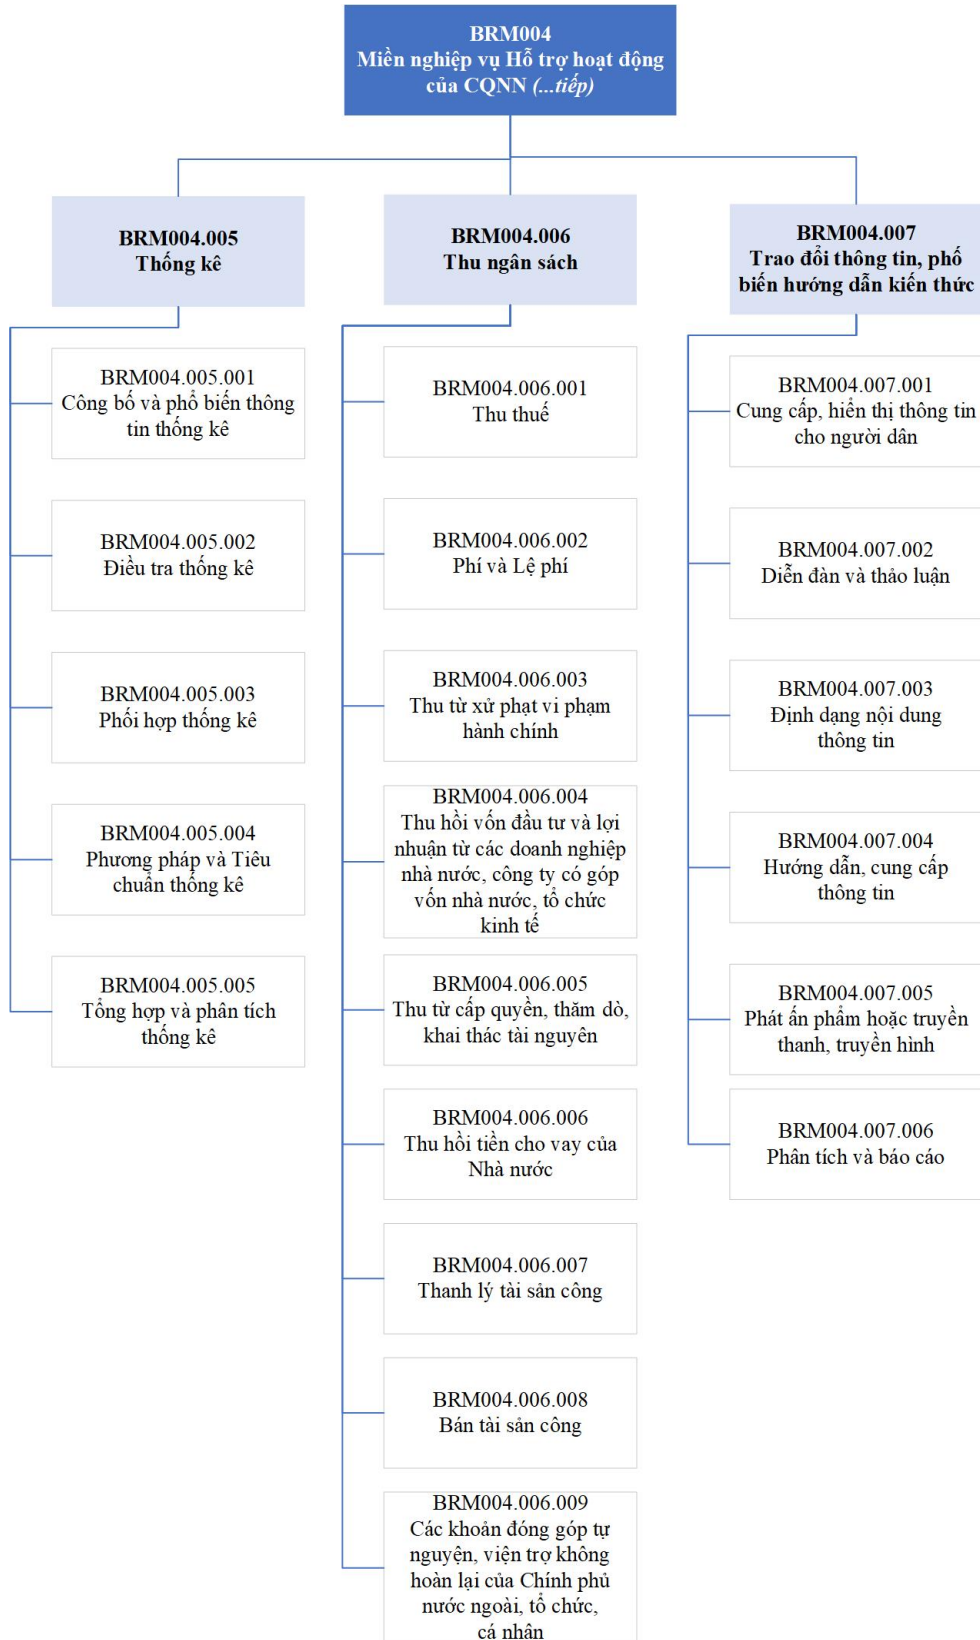 BRM004
Miền nghiệp vụ Hỗ trợ hoạt động
của CQNN (...tiếp)
BRM004.005
Thống kê
BRM004.005.001
Công bố và phổ biến thông
tin thống kê
BRM004.005.002
Điều tra thống kê
BRM004.005.003
Phối hợp thống kê
BRM004.005.004
Phương pháp và Tiêu
chuẩn thống kê
BRM004.005.005
Tổng hợp và phân tích
thống kê
BRM004.006
Thu ngân sách
BRM004.006.001
Thu thuế
BRM004.006.002
Phí và Lệ phí
BRM004.006.003
Thu từ xử phạt vi phạm
hành chính
BRM004.006.004
Thu hồi vốn đầu tư và lợi
nhuận từ các doanh nghiệp
nhà nước, công ty có góp
vốn nhà nước, tổ chức
kinh tế
BRM004.006.005
Thu từ cấp quyền, thăm dò,
khai thác tài nguyên
BRM004.006.006
Thu hồi tiền cho vay của
Nhà nước
BRM004.006.007
Thanh lý tài sản công
BRM004.006.008
Bán tài sản công
BRM004.006.009
Các khoản đóng góp tự
nguyện, viện trợ không
hoàn lại của Chính phủ
nước ngoài, tổ chức,
cá nhân
BRM004.007
Trao đổi thông tin, phổ
biến hướng dẫn kiến thức
BRM004.007.001
Cung cấp, hiển thị thông tin
cho người dân
BRM004.007.002
Diễn đàn và thảo luận
BRM004.007.003
Định dạng nội dung
thông tin
BRM004.007.004
Hướng dẫn, cung cấp
thông tin
BRM004.007.005
Phát ấn phẩm hoặc truyền
thanh, truyền hình
BRM004.007.006
Phân tích và báo cáo